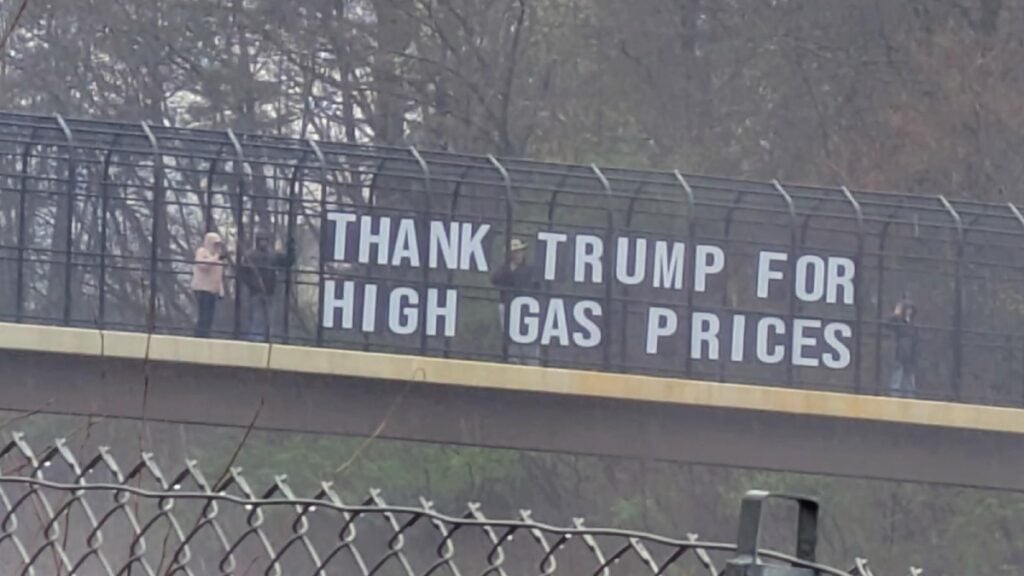 THANK TRUMP FOR
HIGH GAS PRICES